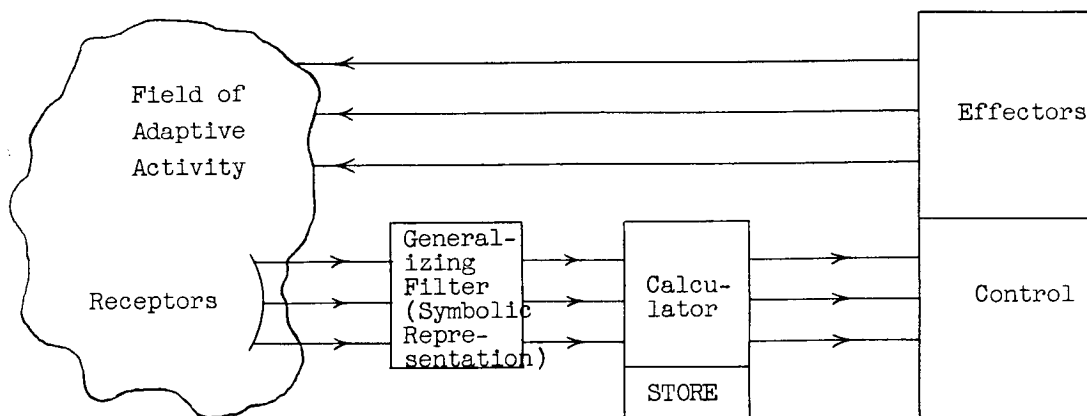 Field of
Adaptive
Activity
Effectors
Receptors
General-
izing
Filter
(Symbolic
Repre-
sentation)
Calcu-
lator
STORE
Control